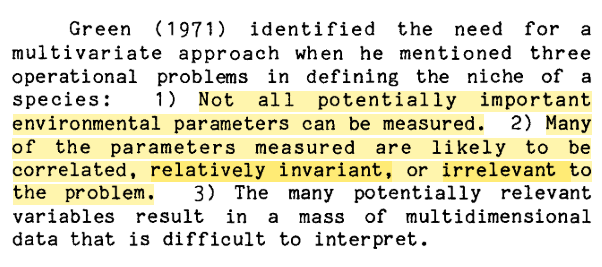 Green (1971) identified the need for a
multivariate approach when he mentioned three
operational problems in defining the niche of a
species: 1) Not all potentially important
environmental parameters can be measured. 2) Many
of the parameters measured are likely to be
correlated, relatively invariant, or irrelevant to
the problem. 3) The many potentially relevant
variables result in a mass of multidimensional
data that is difficult to interpret.